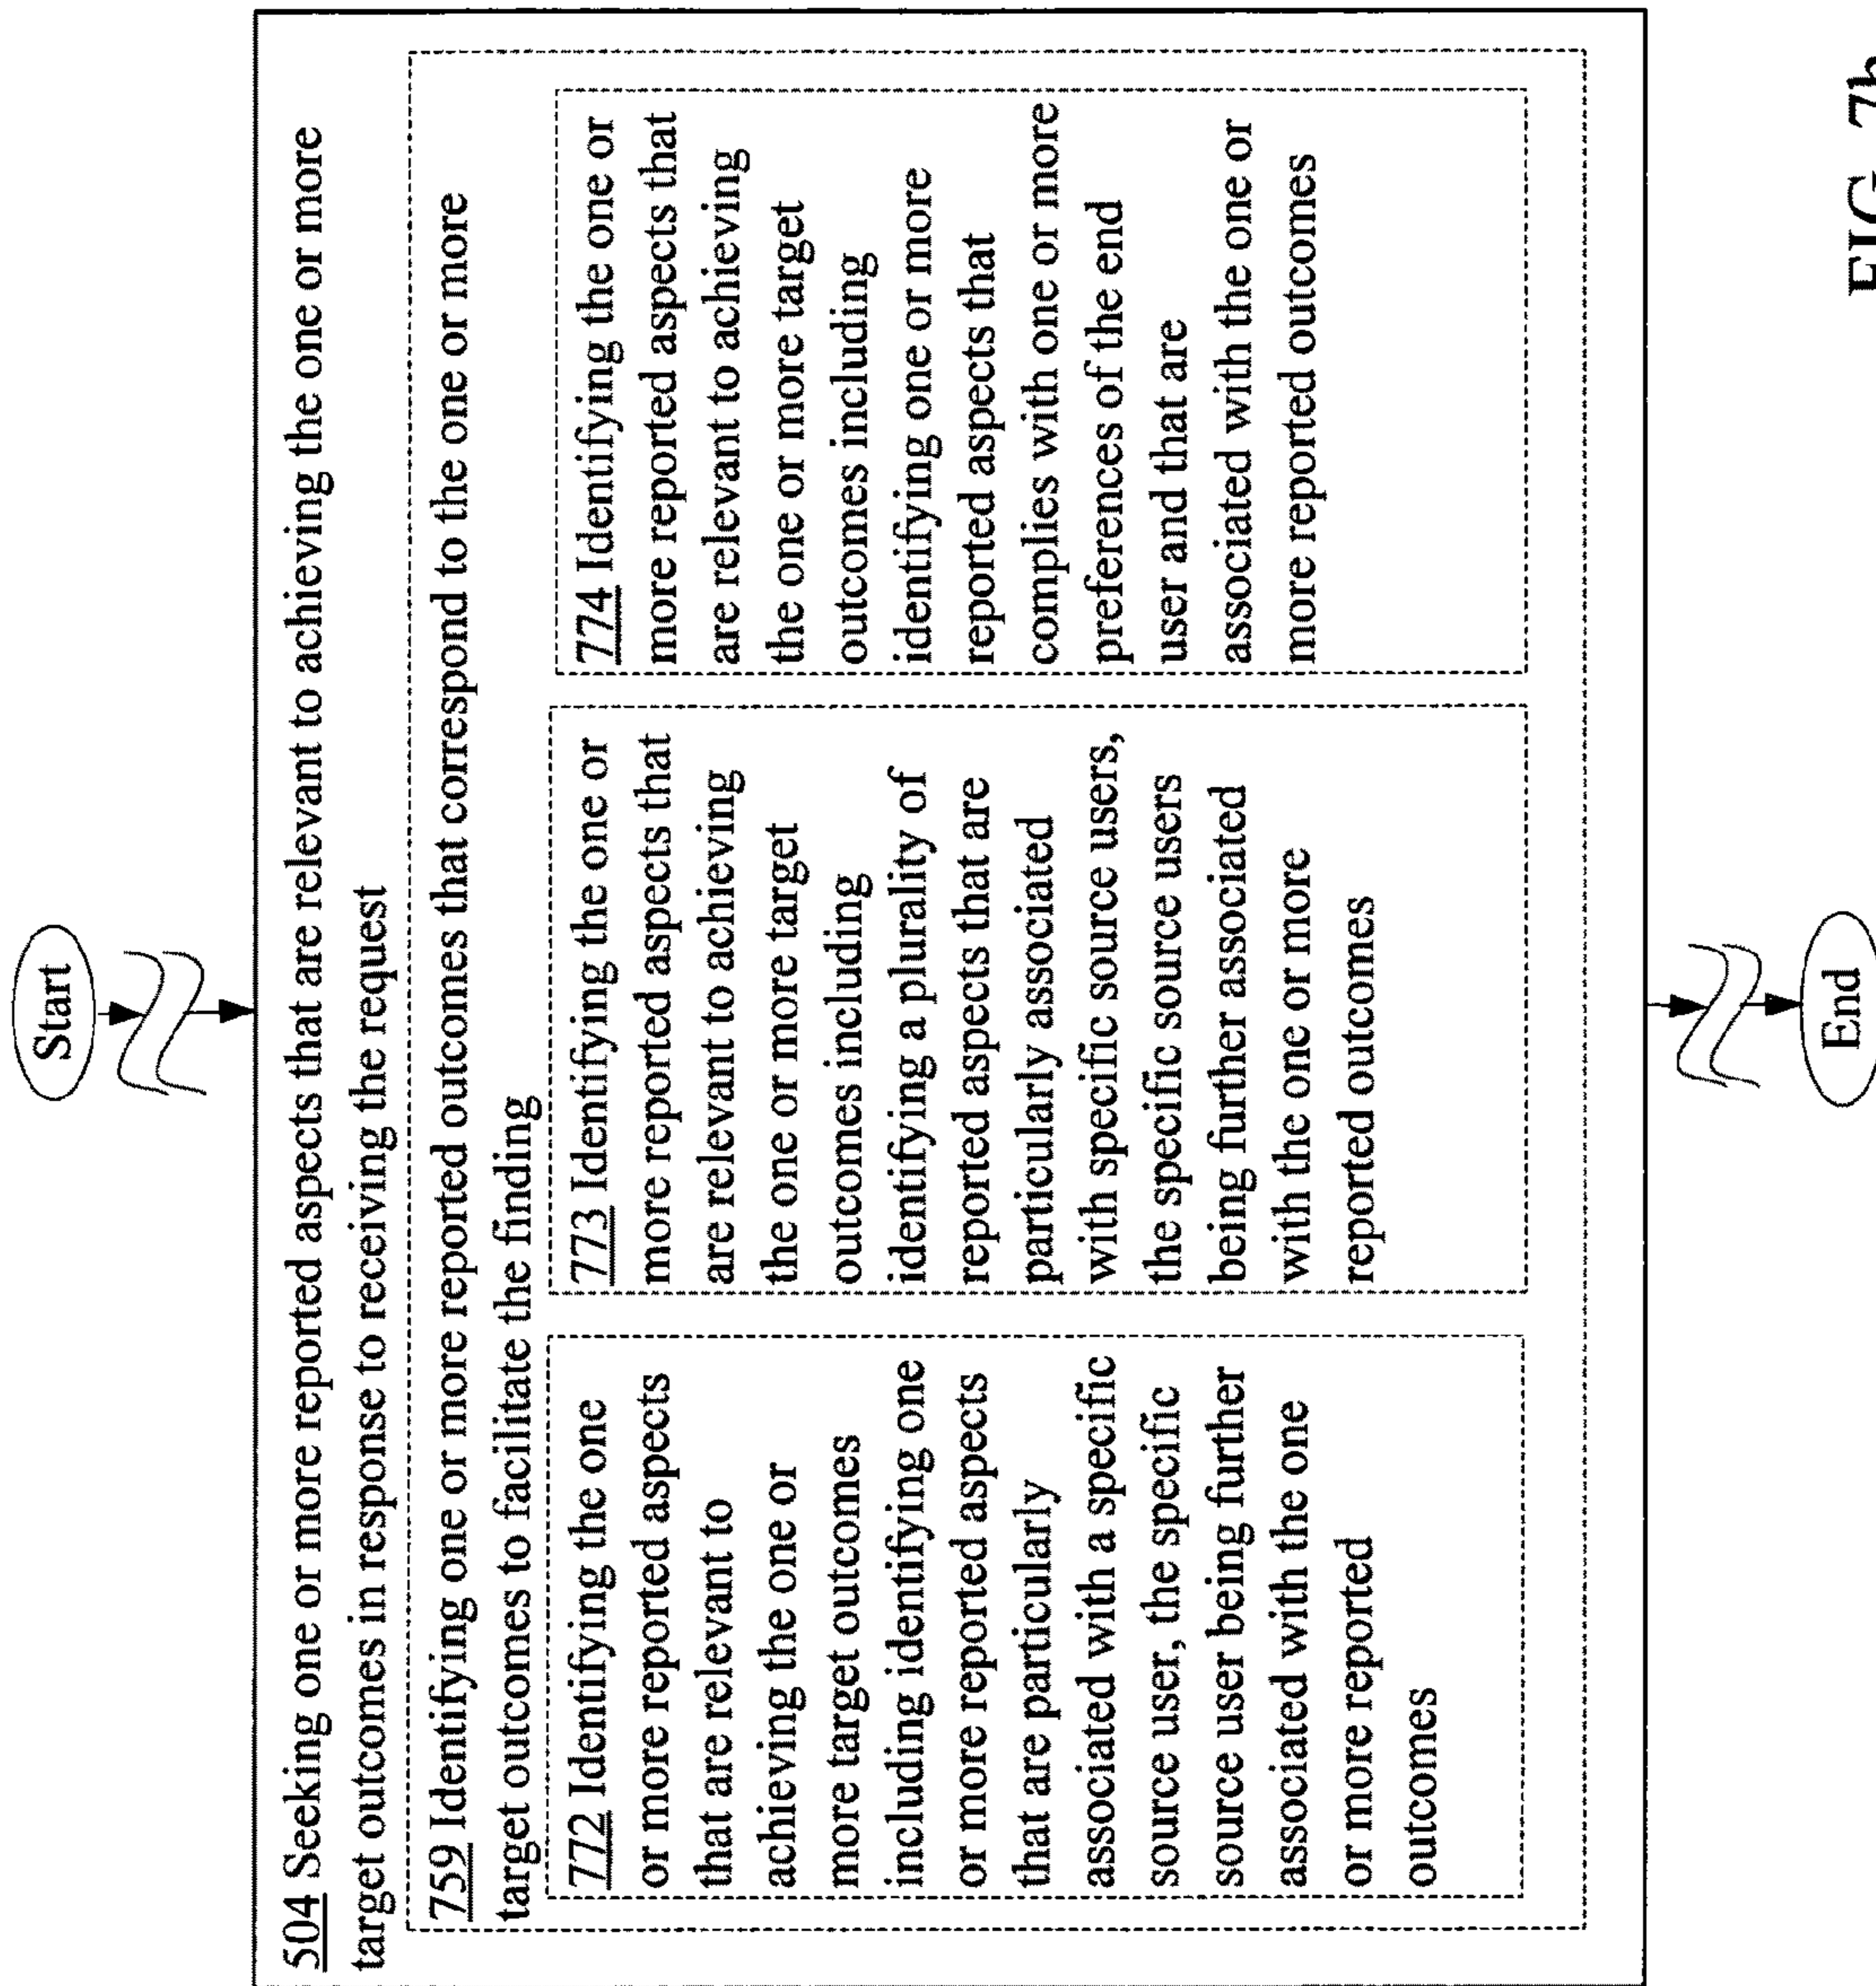 Start
504 Seeking one or more reported aspects that are relevant to achieving the one or more
target outcomes in response to receiving the request
759 Identifying one or more reported outcomes that correspond to the one or more
target outcomes to facilitate the finding
772 Identifying the one
or more reported aspects
that are relevant to
achieving the one or
more target outcomes
including identifying one
or more reported aspects
that are particularly
associated with a specific
source user, the specific
source user being further
associated with the one
or more reported
outcomes
773 Identifying the one or
more reported aspects that
are relevant to achieving
the one or more target
outcomes including
identifying a plurality of
reported aspects that are
particularly associated
with specific source users,
the specific source users
being further associated
with the one or more
reported outcomes
774 Identifying the one or
more reported aspects that
are relevant to achieving
the one or more target
outcomes including
identifying one or more
reported aspects that
complies with one or more
preferences of the end
user and that are
associated with the one or
more reported outcomes
End
FIG. 7b